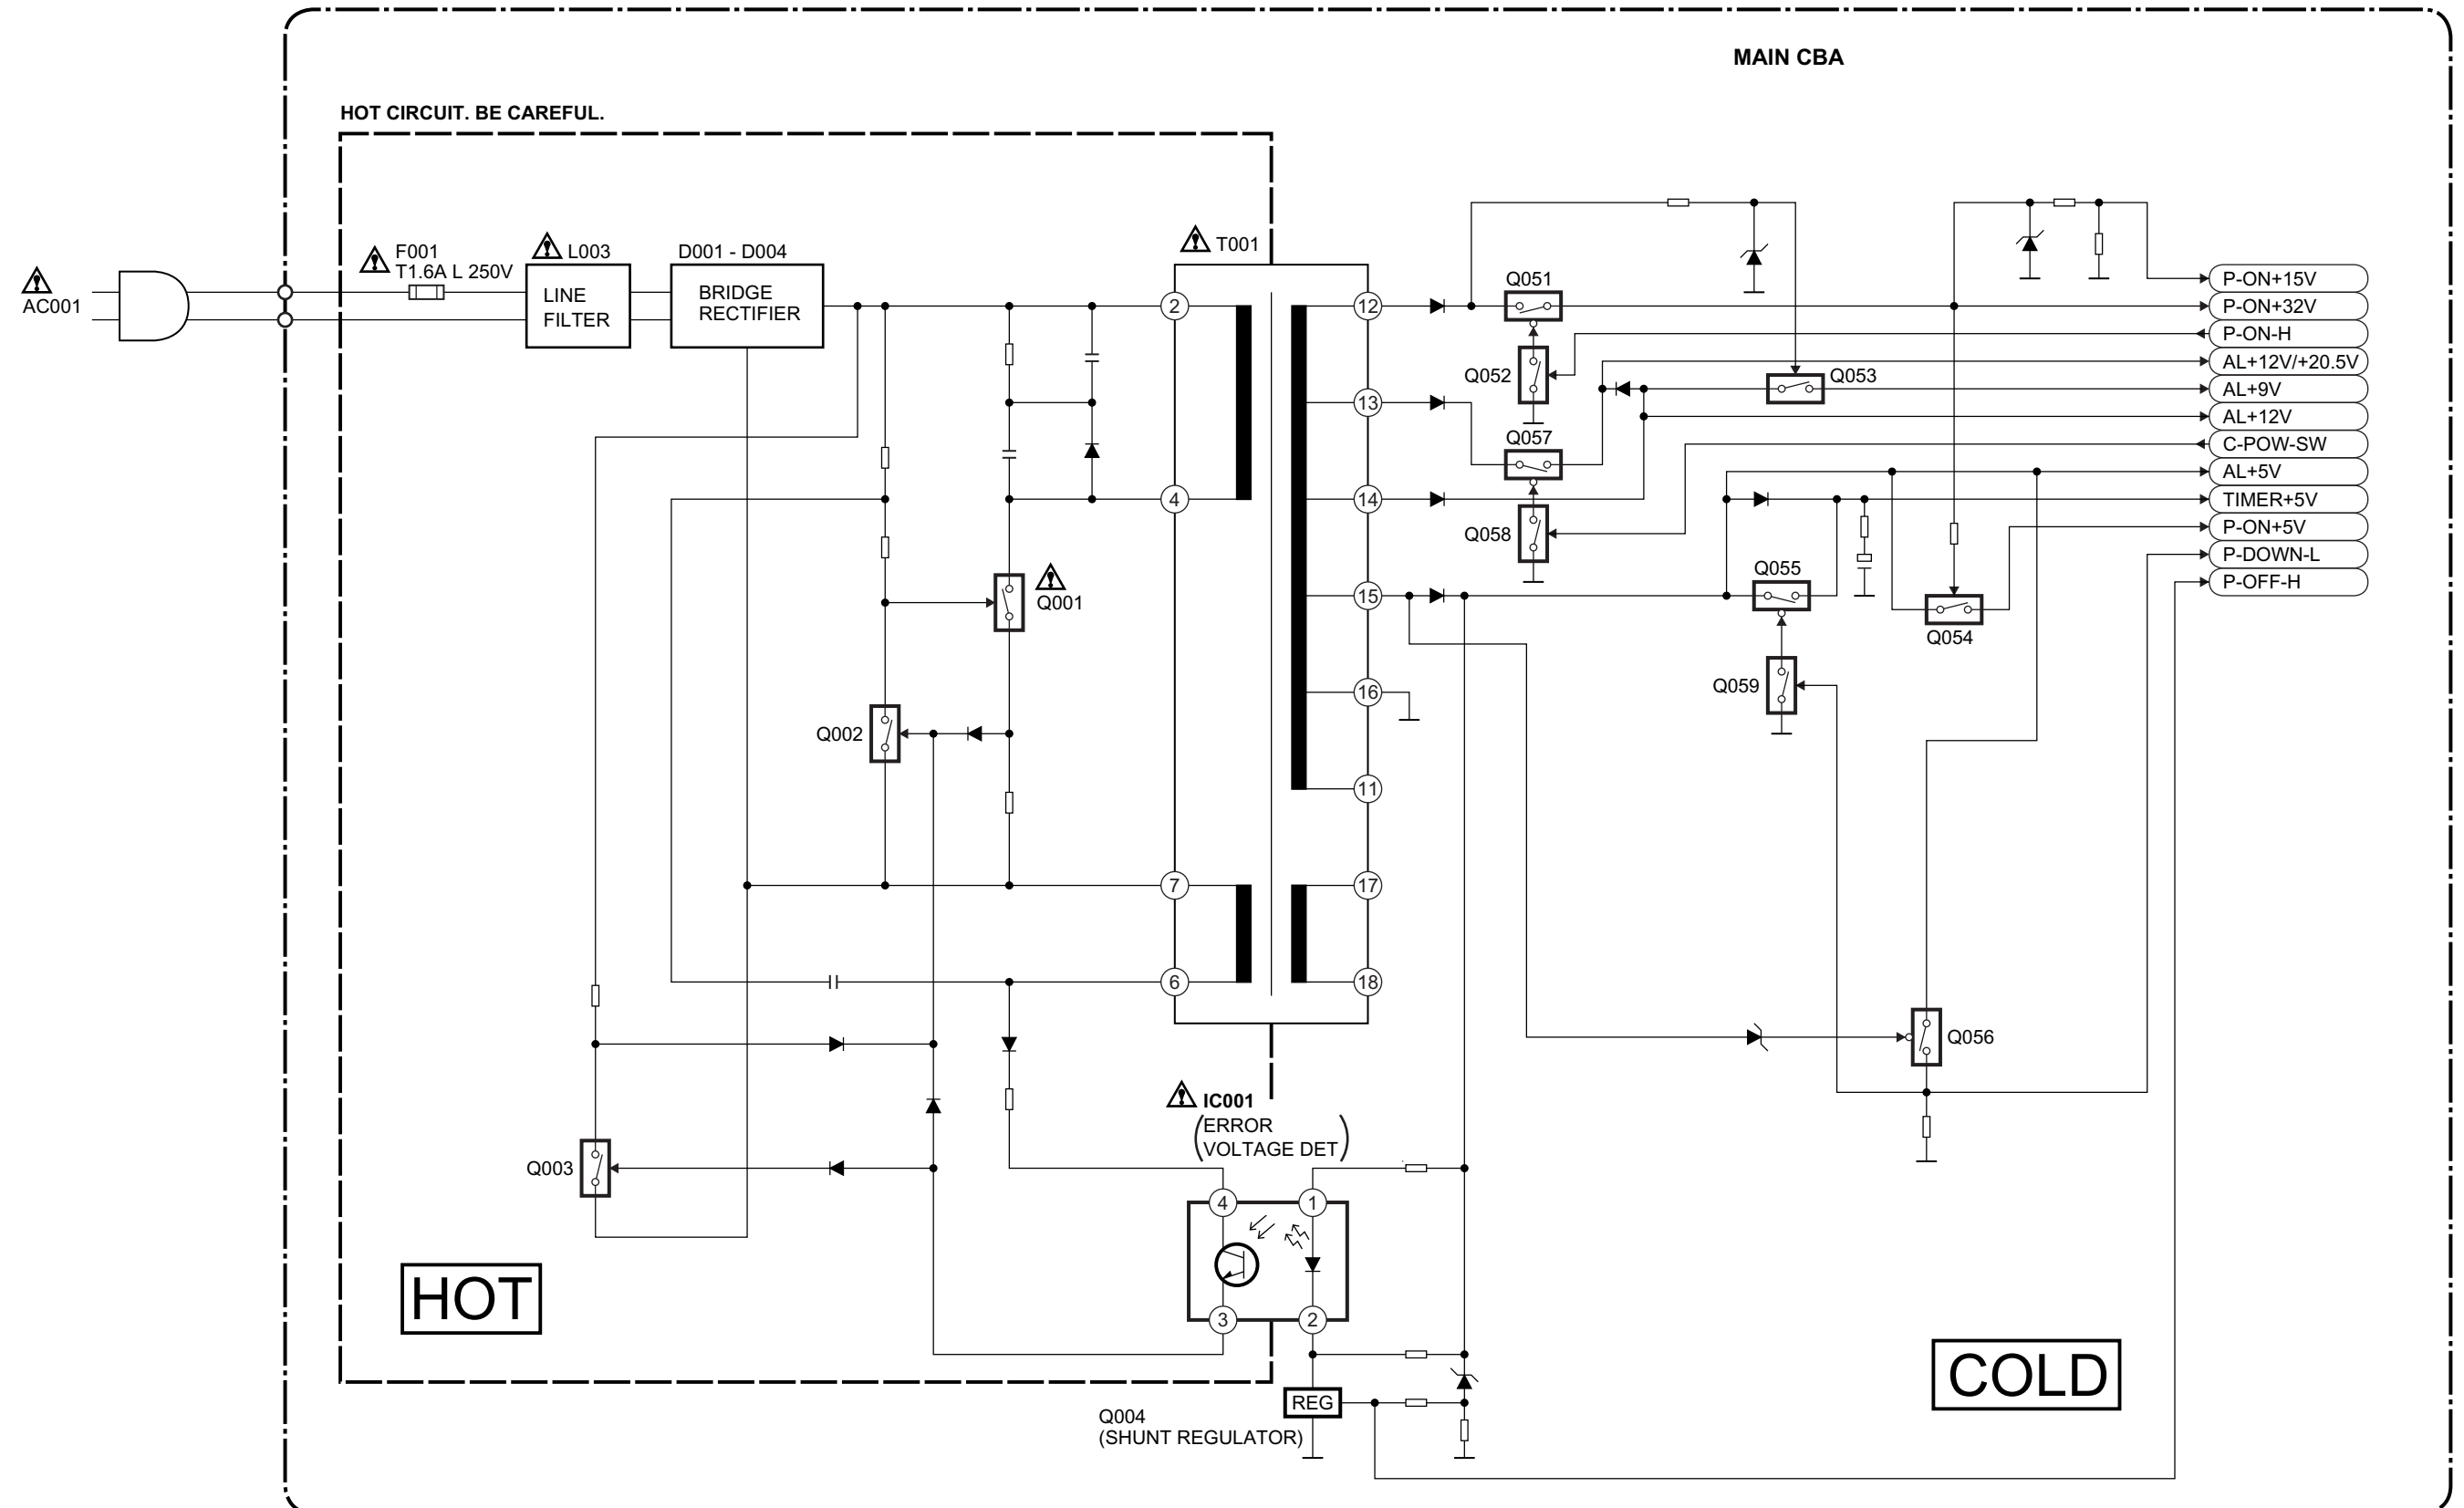 MAIN CBA
HOT CIRCUIT. BE CAREFUL.
AC001
F001
T1.6A L 250V
L003
LINE
FILTER
D001 - D004
BRIDGE
RECTIFIER
T001
2
4
7
6
12
13
14
15
16
11
17
18
Q001
Q002
Q003
Q051
Q052
Q053
Q057
Q058
Q055
Q059
Q054
Q056
P-ON+15V
P-ON+32V
P-ON-H
AL+12V/+20.5V
AL+9V
AL+12V
C-POW-SW
AL+5V
TIMER+5V
P-ON+5V
P-DOWN-L
P-OFF-H
IC001
(ERROR
VOLTAGE DET)
4
1
3
2
REG
Q004
(SHUNT REGULATOR)
HOT
COLD